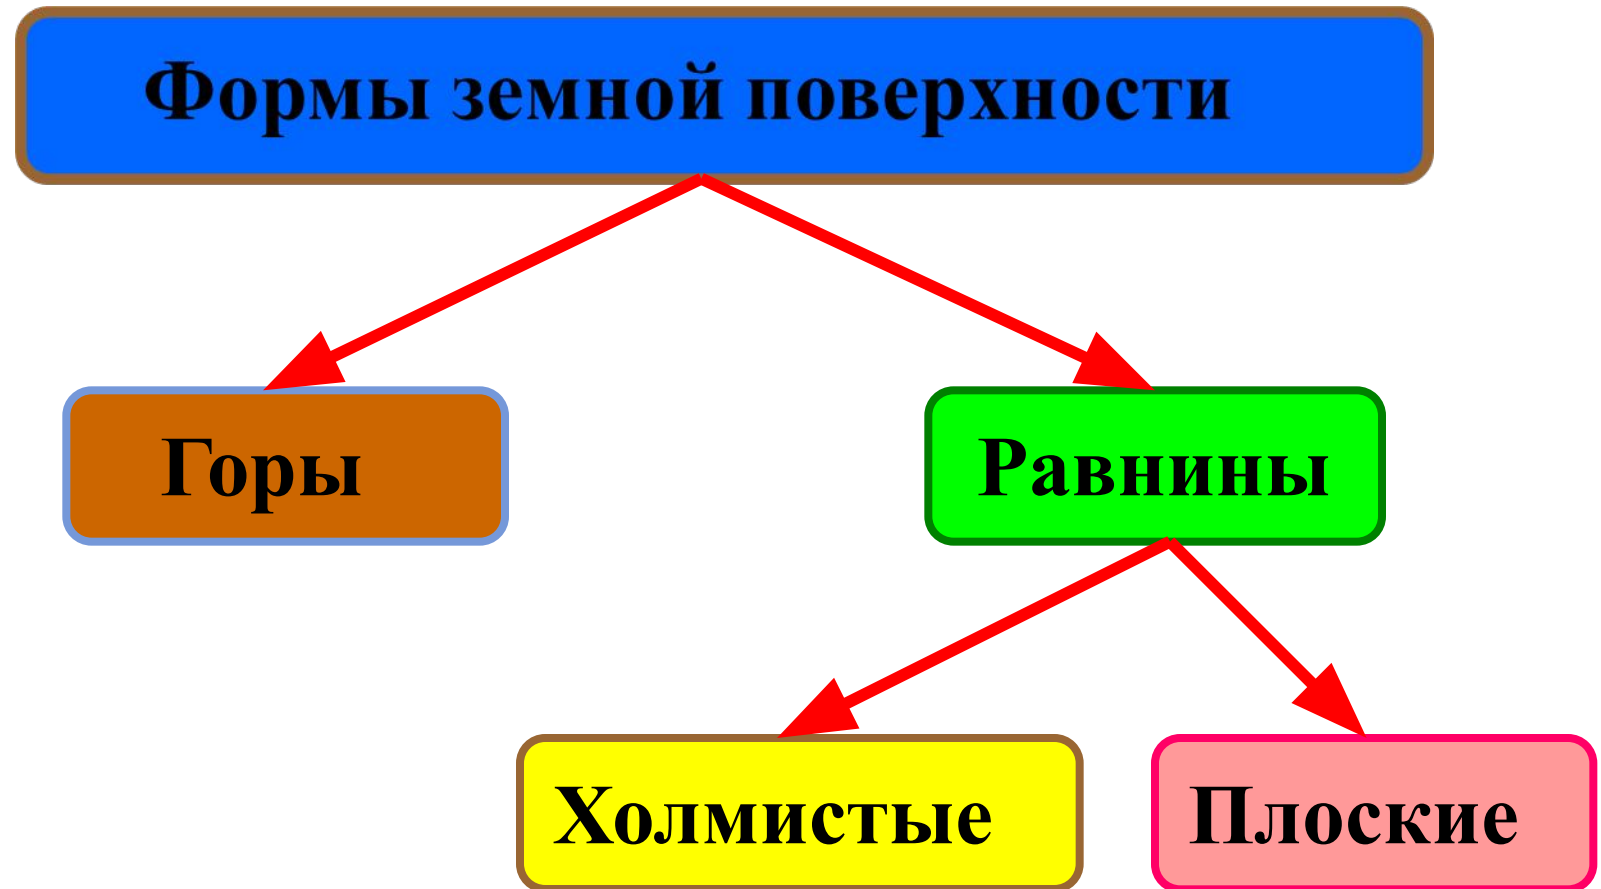 Формы земной поверхности
Горы
Равнины
Холмистые
Плоские